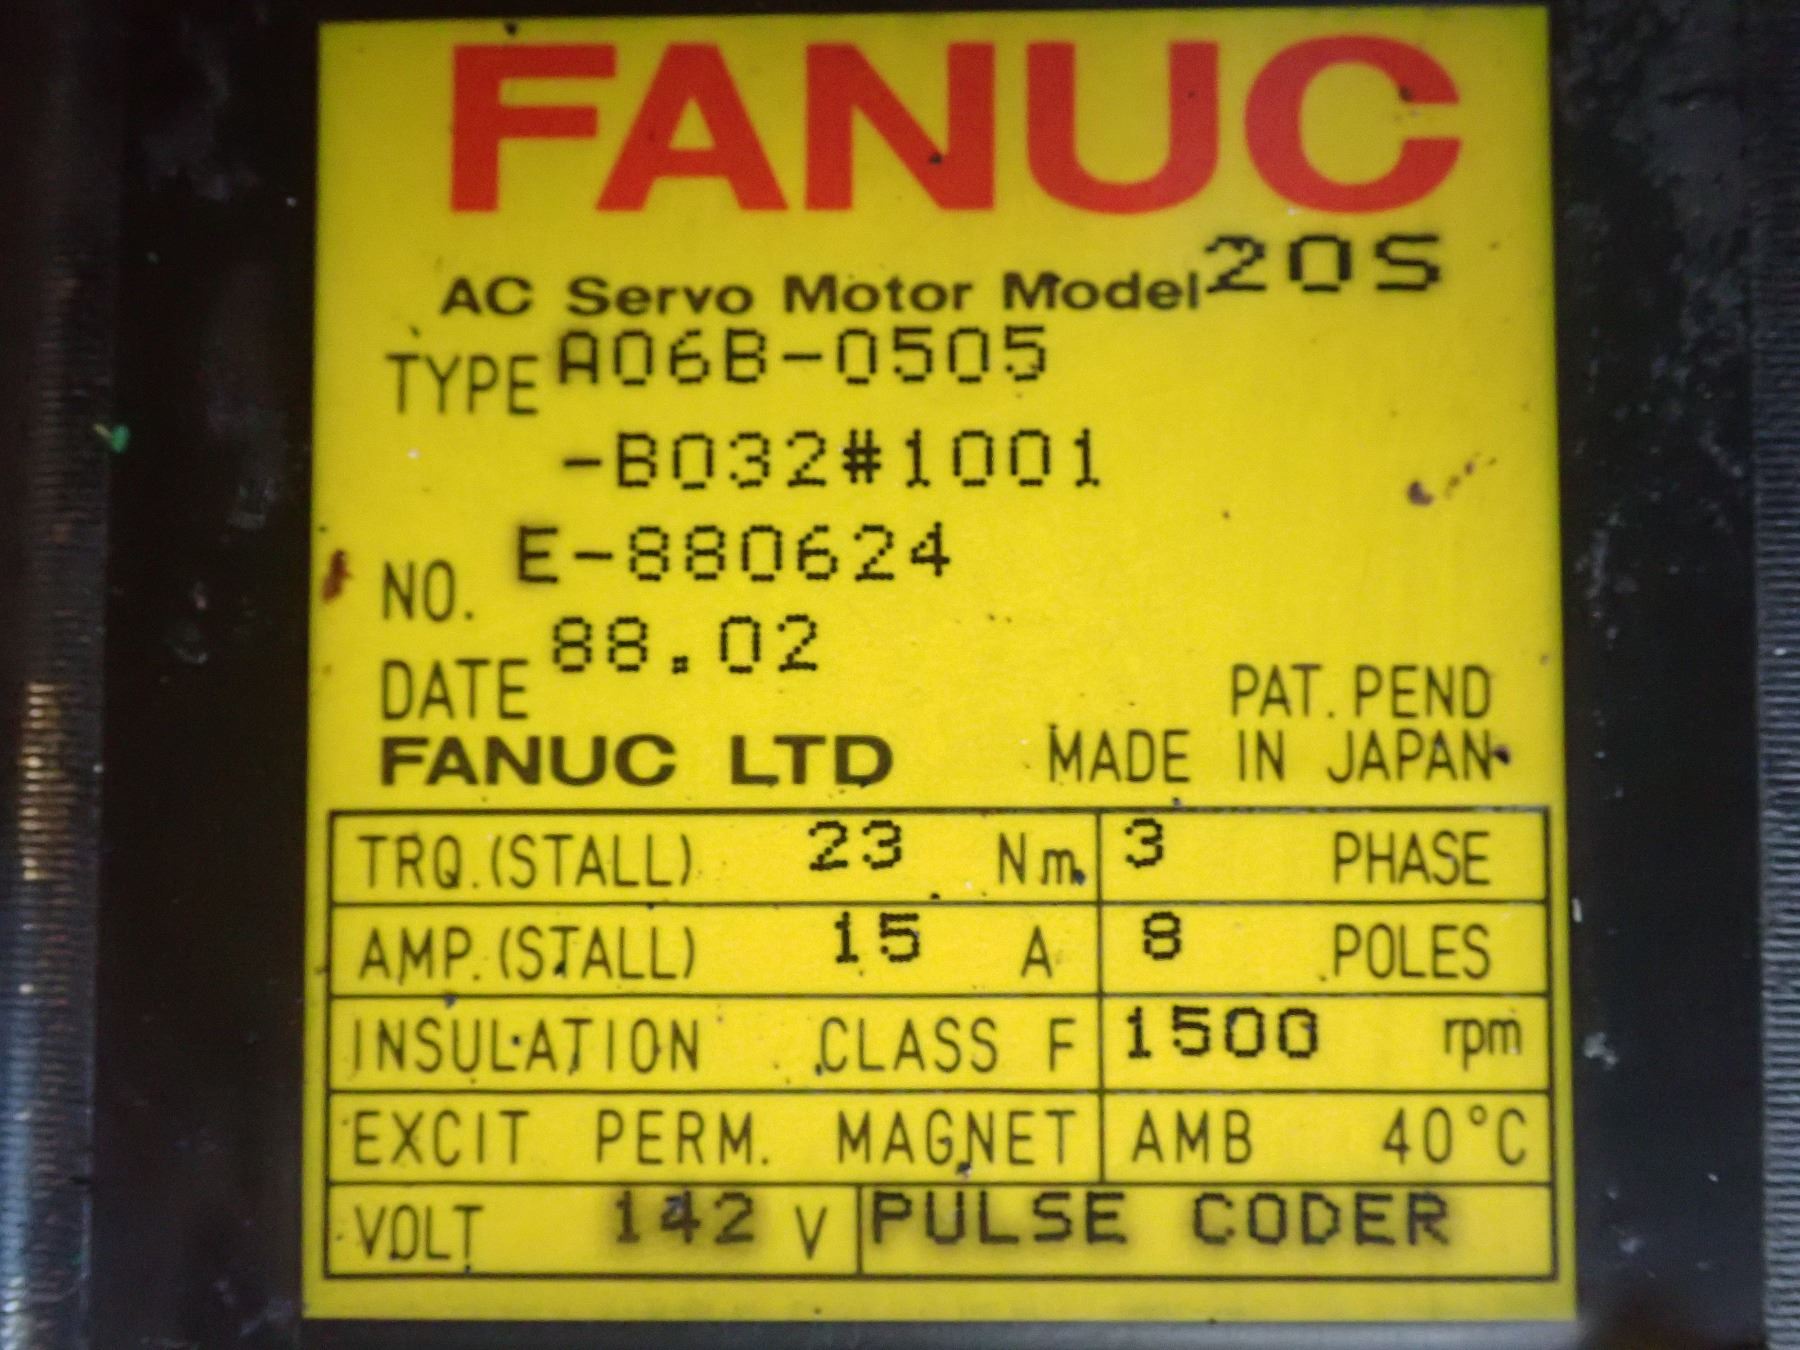 FANUC
AC Servo Motor Model 20S
TYPE A06B-0505
-B032#1001
NO. E-880624
DATE 88.02
PAT. PEND
FANUC LTD MADE IN JAPAN
TRQ. (STALL) 23 Nm 3 PHASE
AMP. (STALL) 15 A 8 POLES
INSULATION CLASS F 1500 rpm
EXCIT PERM. MAGNET AMB 40°C
VOLT 142 V PULSE CODER